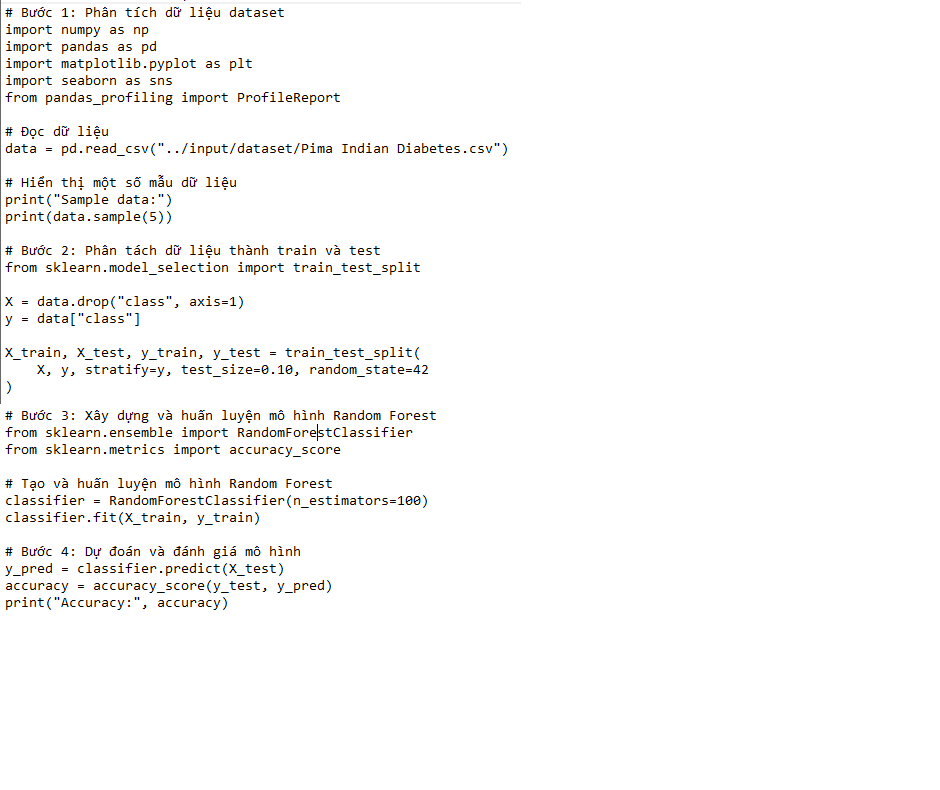 # Bước 1: Phân tích dữ liệu dataset
import numpy as np
import pandas as pd
import matplotlib.pyplot as plt
import seaborn as sns
from pandas_profiling import ProfileReport

# Đọc dữ liệu
data = pd.read_csv("../input/dataset/Pima Indian Diabetes.csv")

# Hiển thị một số mẫu dữ liệu
print("Sample data:")
print(data.sample(5))

# Bước 2: Phân tách dữ liệu thành train và test
from sklearn.model_selection import train_test_split

X = data.drop("class", axis=1)
y = data["class"]

X_train, X_test, y_train, y_test = train_test_split(
    X, y, stratify=y, test_size=0.10, random_state=42
)
# Bước 3: Xây dựng và huấn luyện mô hình Random Forest
from sklearn.ensemble import RandomForestClassifier
from sklearn.metrics import accuracy_score

# Tạo và huấn luyện mô hình Random Forest
classifier = RandomForestClassifier(n_estimators=100)
classifier.fit(X_train, y_train)

# Bước 4: Dự đoán và đánh giá mô hình
y_pred = classifier.predict(X_test)
accuracy = accuracy_score(y_test, y_pred)
print("Accuracy:", accuracy)